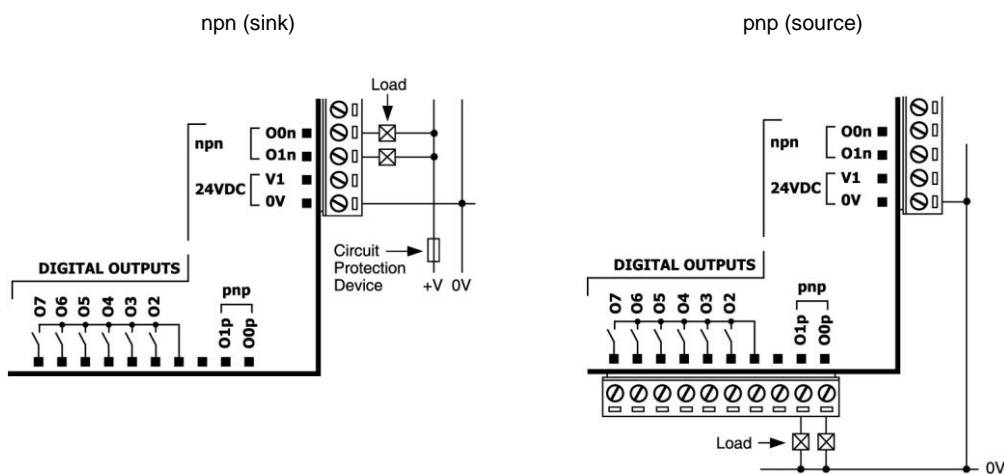 npn (sink)
Load
npn
O0n
O1n
24VDC
V1
0V
Circuit
Protection
Device
+V 0V
DIGITAL OUTPUTS
pnp
O7 O6 O5 O4 O3 O2 O1p O0p
pnp (source)
npn
O0n
O1n
24VDC
V1
0V
DIGITAL OUTPUTS
pnp
O7 O6 O5 O4 O3 O2 O1p O0p
Load
0V